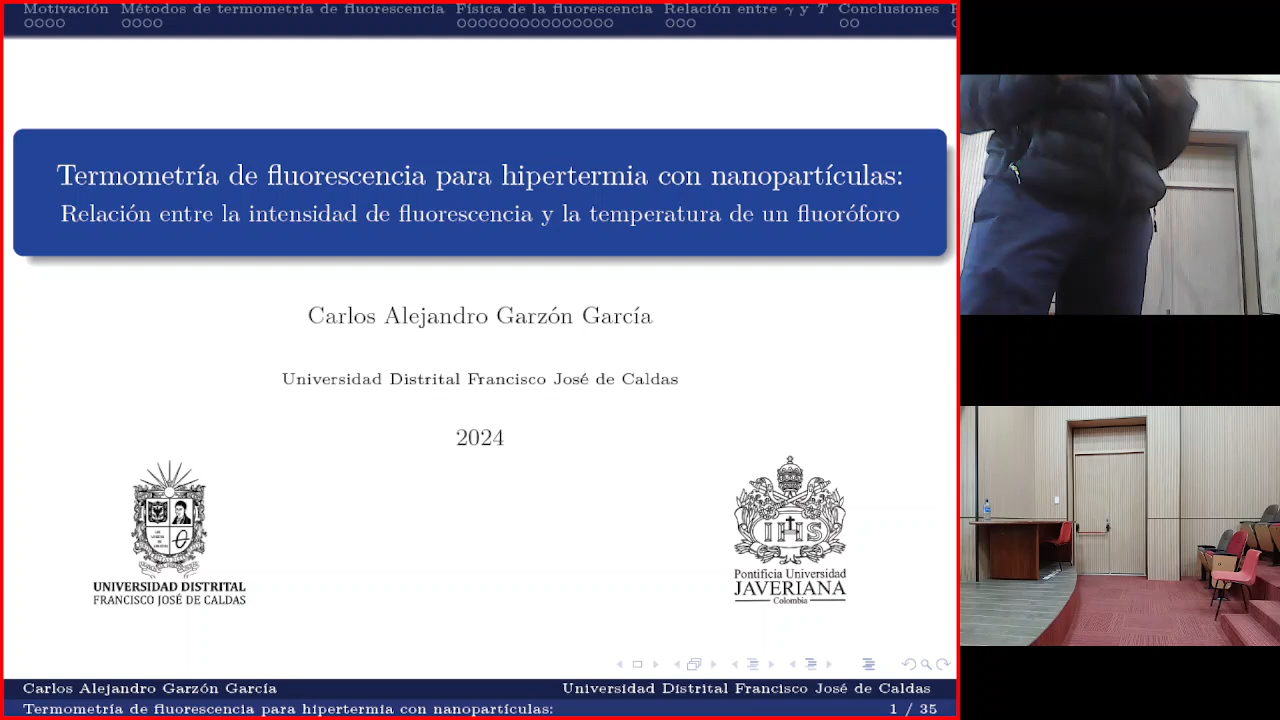 Motivación Métodos de termometría de fluorescencia Física de la fluorescencia Relación entre γ y T Conclusiones
Termometría de fluorescencia para hipertermia con nanopartículas:
Relación entre la intensidad de fluorescencia y la temperatura de un fluoróforo
Carlos Alejandro Garzón García
Universidad Distrital Francisco José de Caldas
2024
UNIVERSIDAD DISTRITAL
FRANCISCO JOSÉ DE CALDAS
IHS
Pontificia Universidad
JAVERIANA
Colombia
Carlos Alejandro Garzón García Universidad Distrital Francisco José de Caldas
Termometría de fluorescencia para hipertermia con nanopartículas: 1 / 35